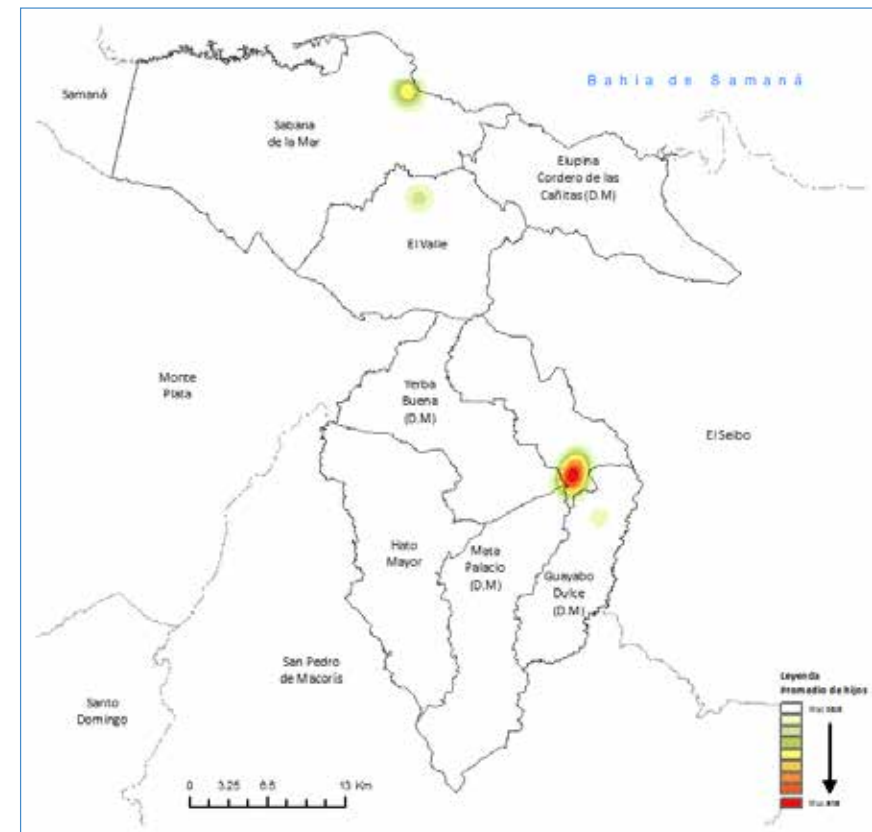 Bahía de Samaná
Samaná
Sabana
de la Mar
Elupina
Cordero de las
Cañitas (D.M)
El Valle
Monte
Plata
Yerba
Buena
(D.M)
El Seibo
Hato
Mayor
Mata
Palacio
(D.M)
Guayabo
Dulce
(D.M)
San Pedro
de Macorís
Santo
Domingo
Leyenda
Promedio de hijos
0 3.25 6.5 13 Km